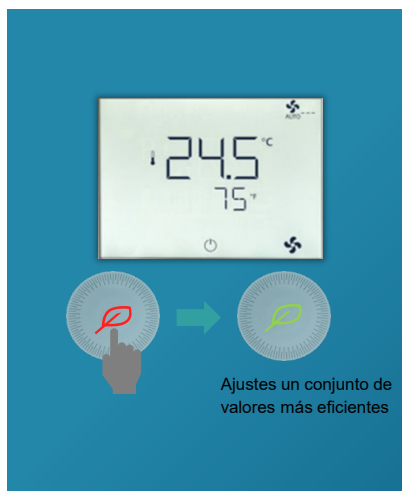 AUTO
24.5 °C
75 °F
Ajustes un conjunto de
valores más eficientes